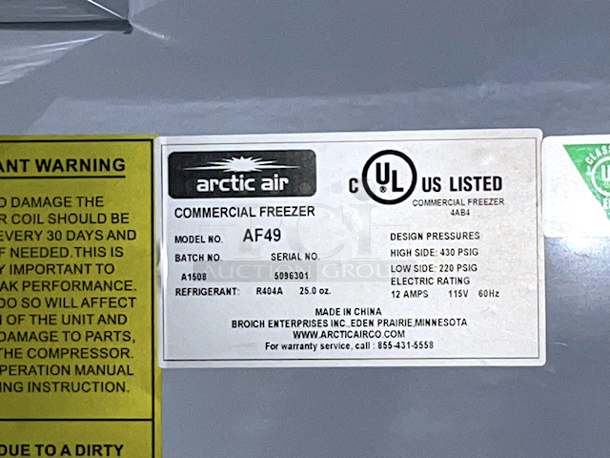 ANT WARNING
D DAMAGE THE
R COIL SHOULD BE
EVERY 30 DAYS AND
F NEEDED.THIS IS
Y IMPORTANT TO
AK PERFORMANCE.
DO SO WILL AFFECT
N OF THE UNIT AND
DAMAGE TO PARTS,
THE COMPRESSOR.
PERATION MANUAL
ING INSTRUCTION.
DUE TO A DIRTY
arctic air
COMMERCIAL FREEZER
MODEL NO. AF49
BATCH NO. SERIAL NO.
A1508 5096301
REFRIGERANT: R404A 25.0 oz.
C UL US LISTED
COMMERCIAL FREEZER
4AB4
DESIGN PRESSURES
HIGH SIDE: 430 PSIG
LOW SIDE: 220 PSIG
ELECTRIC RATING
12 AMPS 115V 60Hz
MADE IN CHINA
BROICH ENTERPRISES INC.,EDEN PRAIRIE,MINNESOTA
WWW.ARCTICAIRCO.COM
For warranty service, call : 855-431-5558
AUCTION GROUP
CLASS